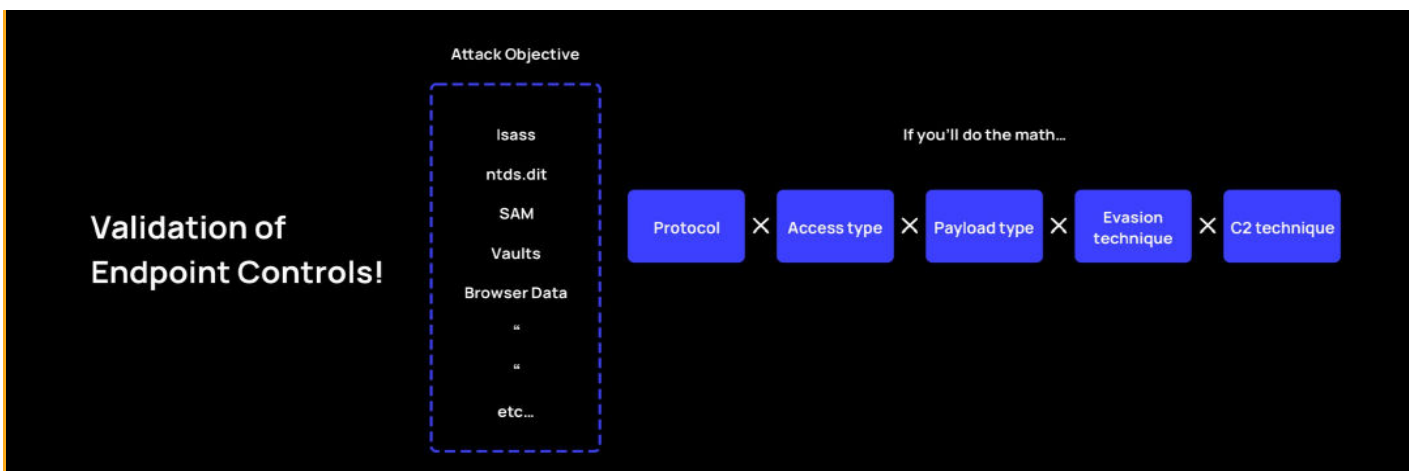 Validation of
Endpoint Controls!
Attack Objective
lsass
ntds.dit
SAM
Vaults
Browser Data
“
“
etc...
If you'll do the math...
Protocol × Access type × Payload type × Evasion technique × C2 technique